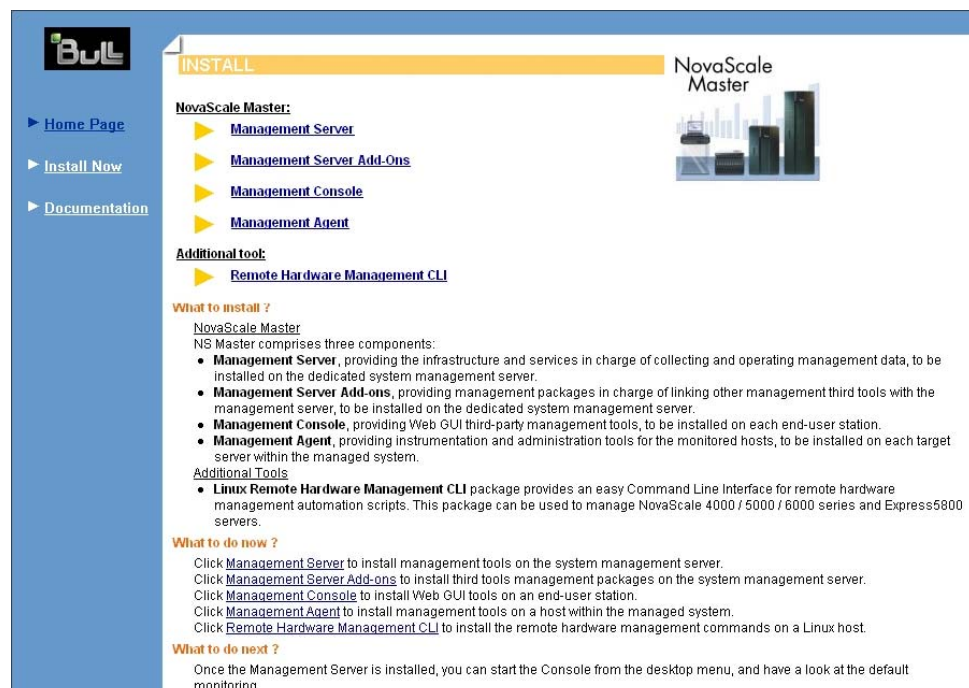 Bull
INSTALL
NovaScale
Master
Home Page
Install Now
Documentation
NovaScale Master:
Management Server
Management Server Add-Ons
Management Console
Management Agent
Additional tool:
Remote Hardware Management CLI
What to install ?
NovaScale Master
NS Master comprises three components:
• Management Server, providing the infrastructure and services in charge of collecting and operating management data, to be
installed on the dedicated system management server.
• Management Server Add-ons, providing management packages in charge of linking other management third tools with the
management server, to be installed on the dedicated system management server.
• Management Console, providing Web GUI third-party management tools, to be installed on each end-user station.
• Management Agent, providing instrumentation and administration tools for the monitored hosts, to be installed on each target
server within the managed system.
Additional Tools
• Linux Remote Hardware Management CLI package provides an easy Command Line Interface for remote hardware
management automation scripts. This package can be used to manage NovaScale 4000 / 5000 / 6000 series and Express5800
servers.
What to do now ?
Click Management Server to install management tools on the system management server.
Click Management Server Add-ons to install third tools management packages on the system management server.
Click Management Console to install Web GUI tools on an end-user station.
Click Management Agent to install management tools on a host within the managed system.
Click Remote Hardware Management CLI to install the remote hardware management commands on a Linux host.
What to do next ?
Once the Management Server is installed, you can start the Console from the desktop menu, and have a look at the default
monitoring